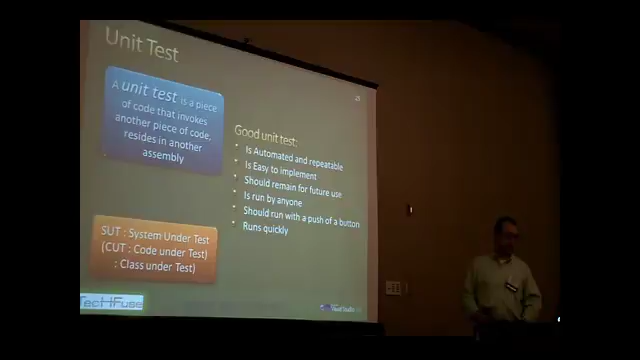 Unit Test
A unit test is a piece
of code that invokes
another piece of code,
resides in another
assembly
Good unit test:
• Is Automated and repeatable
• Is Easy to implement
• Should remain for future use
• Is run by anyone
• Should run with a push of a button
• Runs quickly
SUT : System Under Test
(CUT : Code under Test)
: Class under Test)
Visual Studio